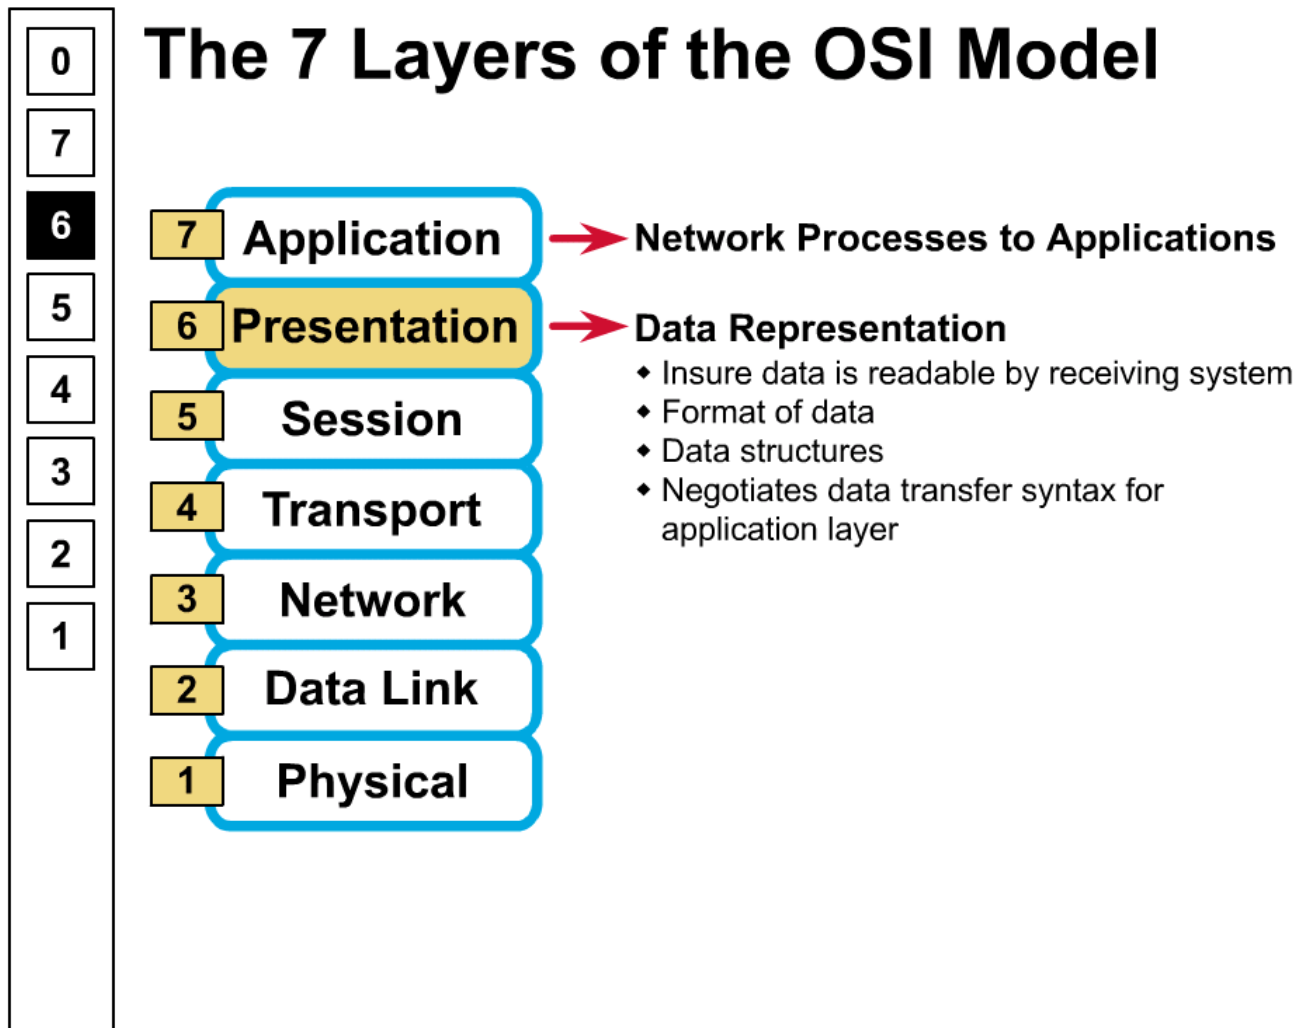 The 7 Layers of the OSI Model
0
7
6
5
4
3
2
1
7 Application Network Processes to Applications
6 Presentation Data Representation
◆ Insure data is readable by receiving system
◆ Format of data
◆ Data structures
◆ Negotiates data transfer syntax for
application layer
5 Session
4 Transport
3 Network
2 Data Link
1 Physical